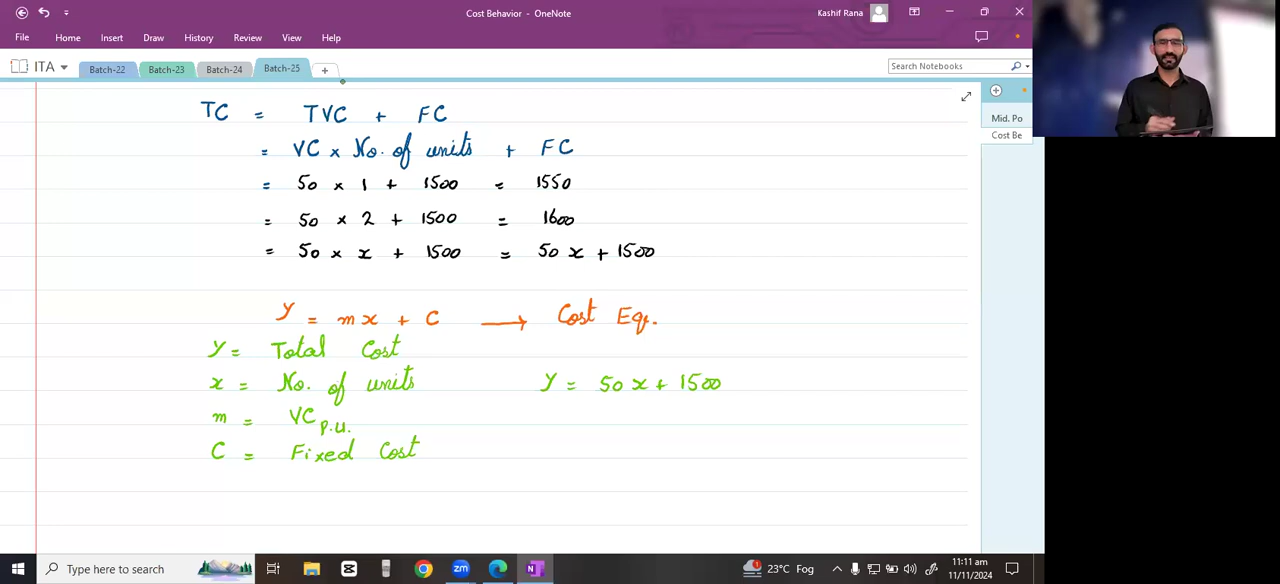 Cost Behavior - OneNote
Kashif Rana
File Home Insert Draw History Review View Help
ITA Batch-22 Batch-23 Batch-24 Batch-25 +
Search Notebooks
Mid. Po
Cost Be
TC = TVC + FC
= VC × No. of units + FC
= 50 × 1 + 1500 = 1550
= 50 × 2 + 1500 = 1600
= 50 × x + 1500 = 50 x + 1500
Y = mx + C → Cost Eq.
Y = Total Cost
x = No. of units Y = 50 x + 1500
m = VC P.U.
C = Fixed Cost
Type here to search
23°C Fog
11:11 am
11/11/2024